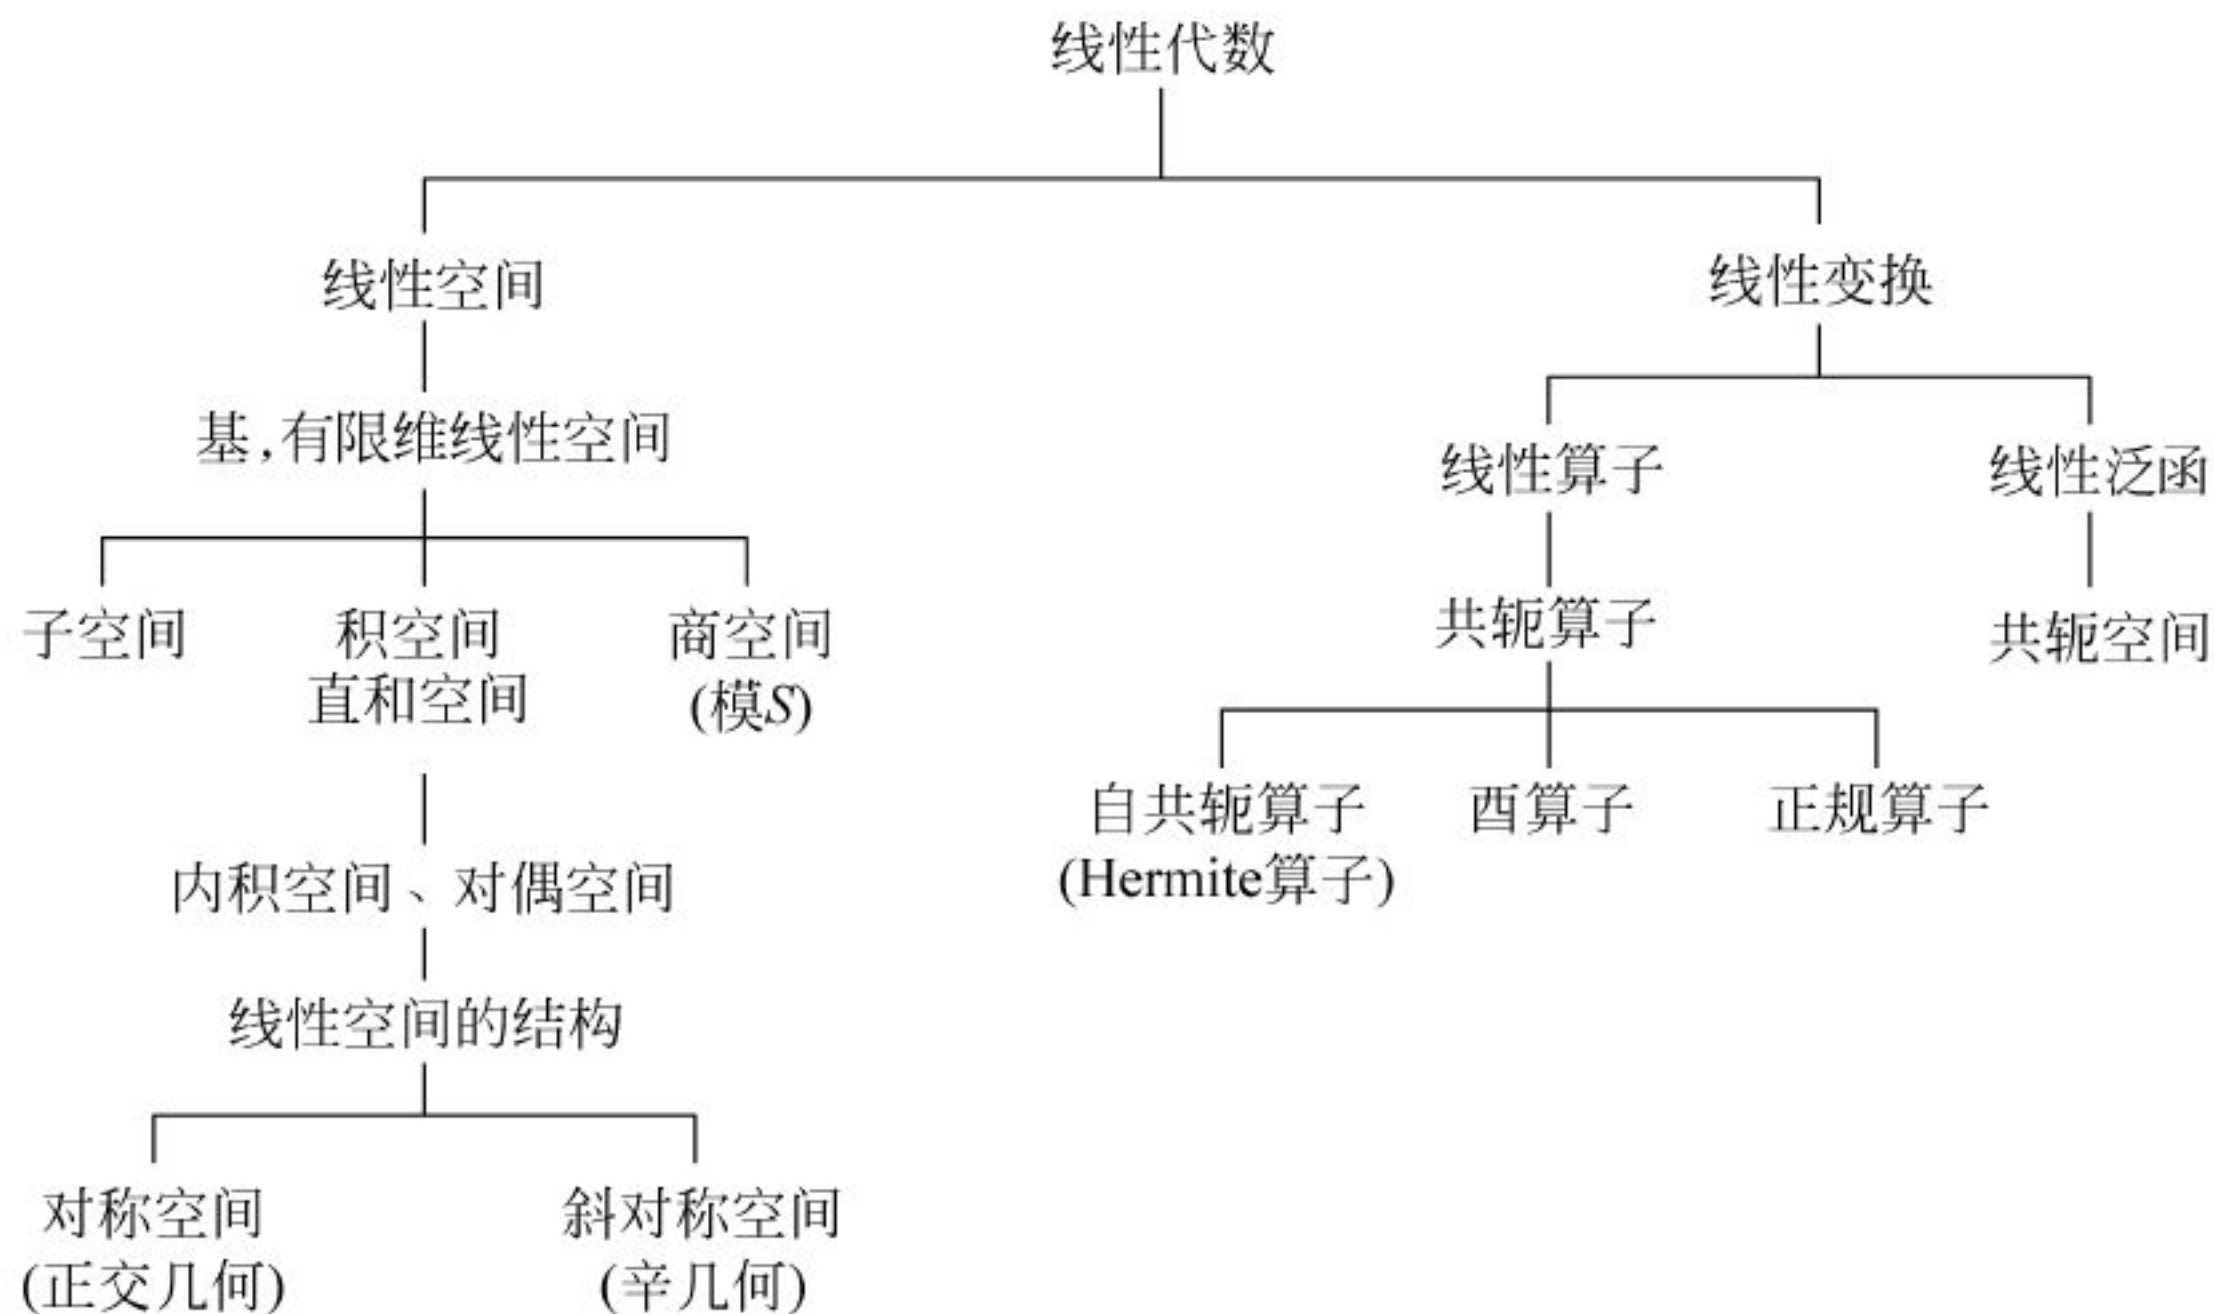 线性代数
线性空间
线性变换
基,有限维线性空间
线性算子
线性泛函
子空间
积空间
直和空间
商空间
(模S)
共轭算子
共轭空间
自共轭算子
(Hermite算子)
酉算子
正规算子
内积空间、对偶空间
线性空间的结构
对称空间
(正交几何)
斜对称空间
(辛几何)